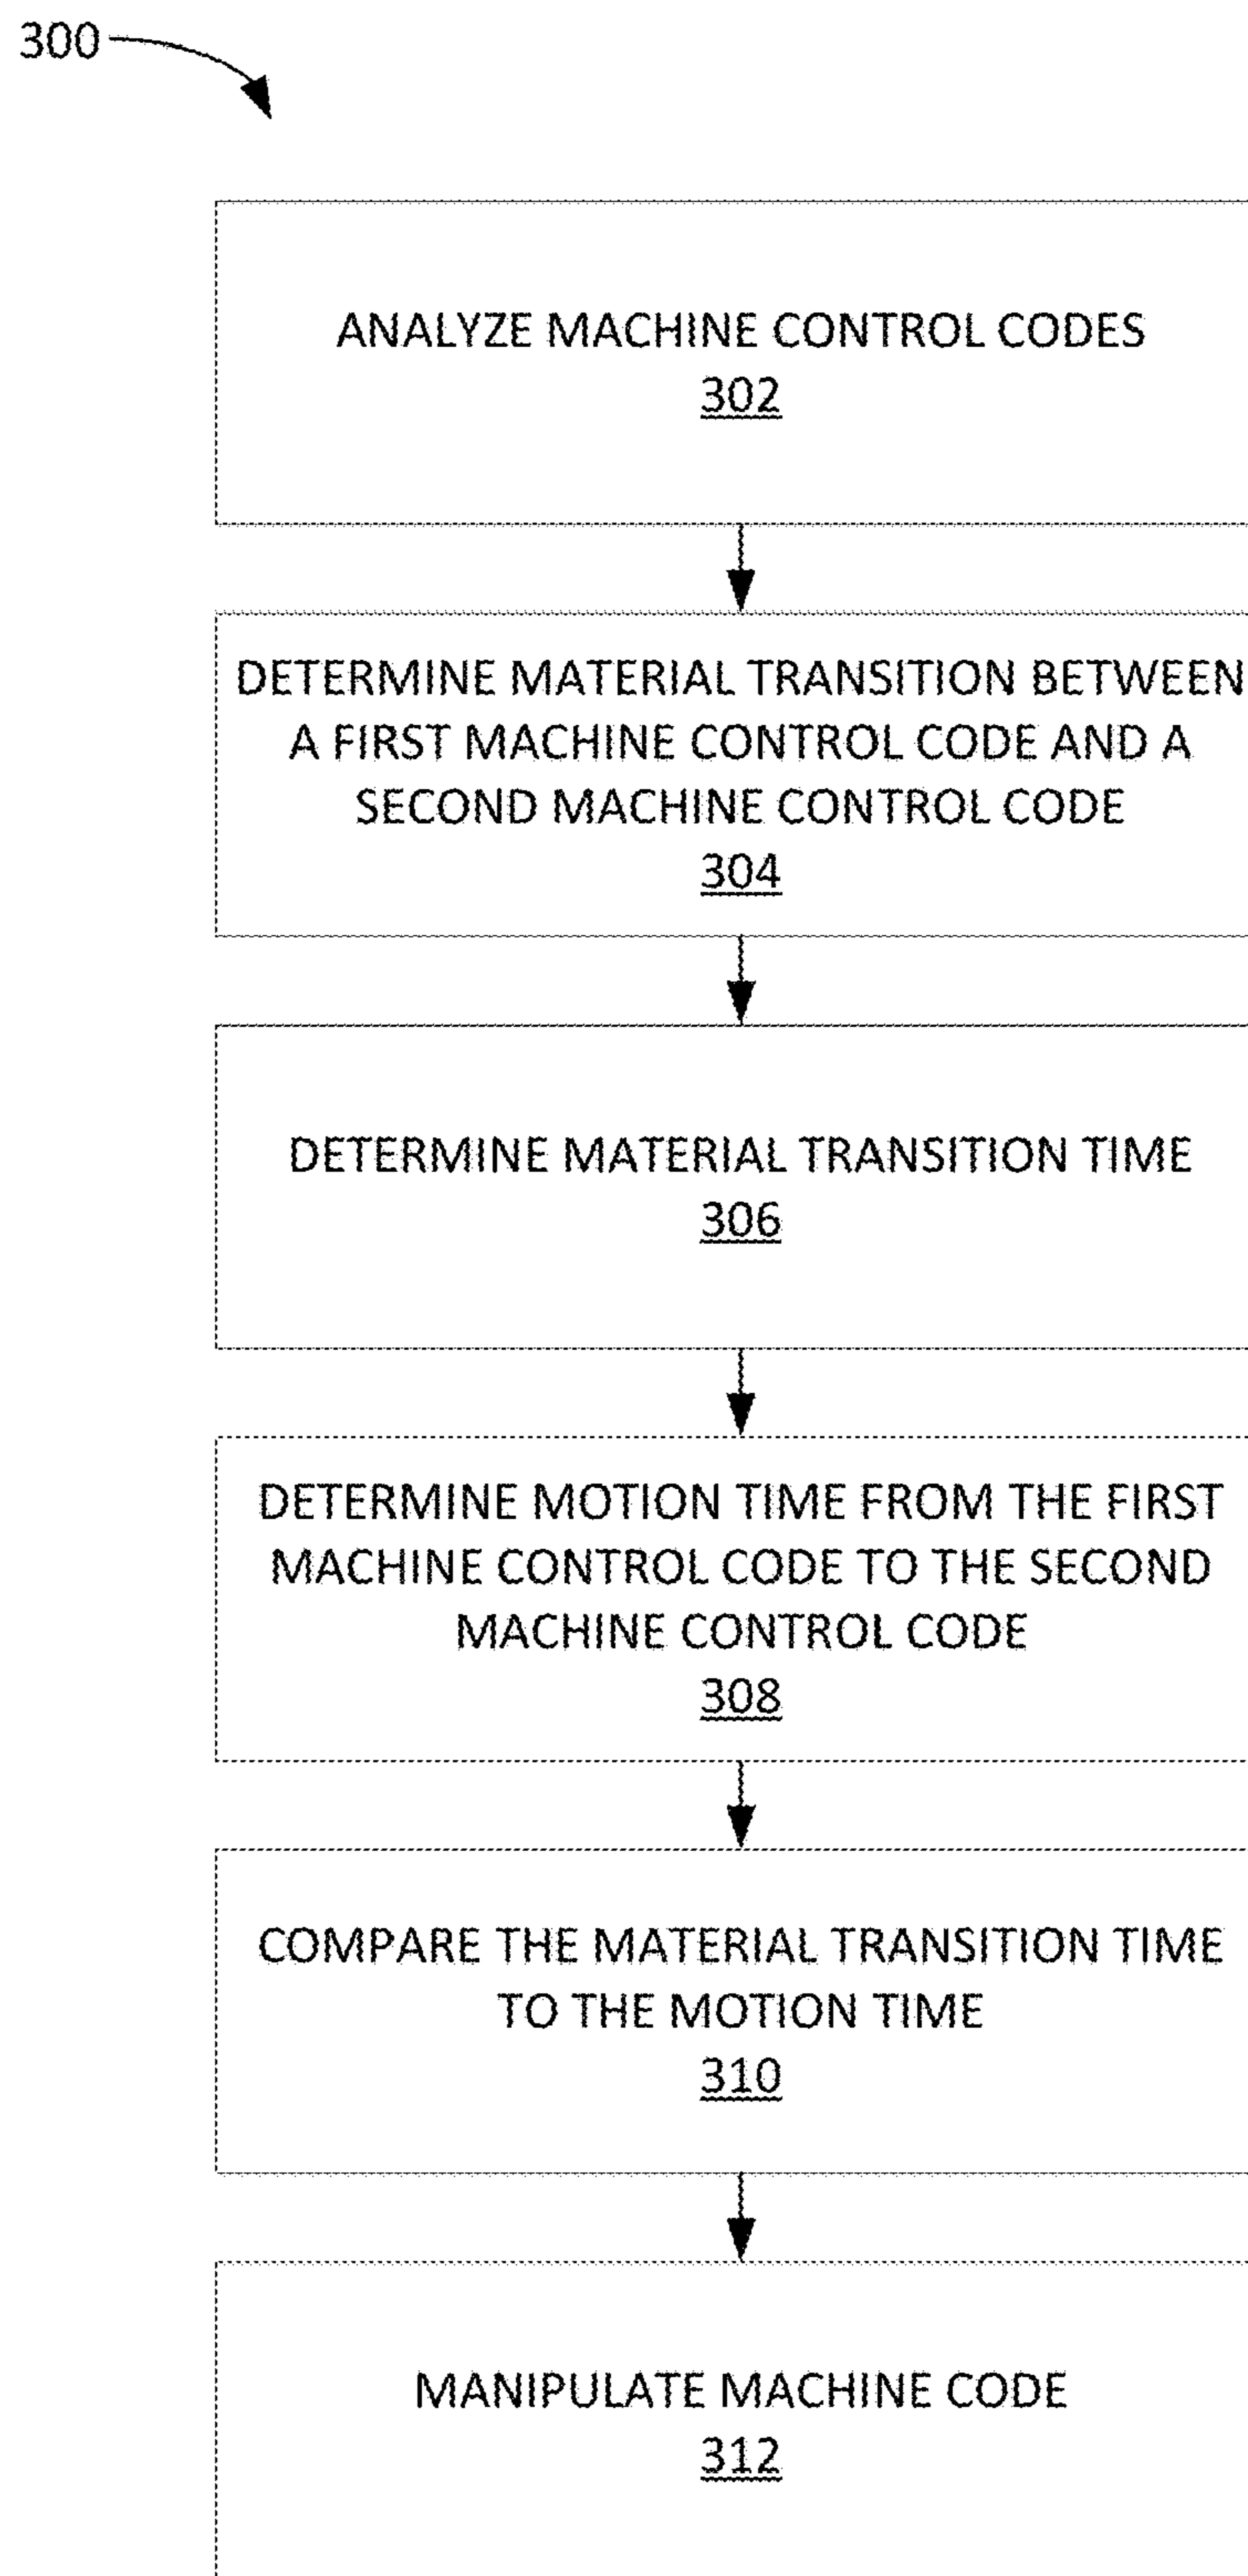 300
ANALYZE MACHINE CONTROL CODES
302
DETERMINE MATERIAL TRANSITION BETWEEN
A FIRST MACHINE CONTROL CODE AND A
SECOND MACHINE CONTROL CODE
304
DETERMINE MATERIAL TRANSITION TIME
306
DETERMINE MOTION TIME FROM THE FIRST
MACHINE CONTROL CODE TO THE SECOND
MACHINE CONTROL CODE
308
COMPARE THE MATERIAL TRANSITION TIME
TO THE MOTION TIME
310
MANIPULATE MACHINE CODE
312